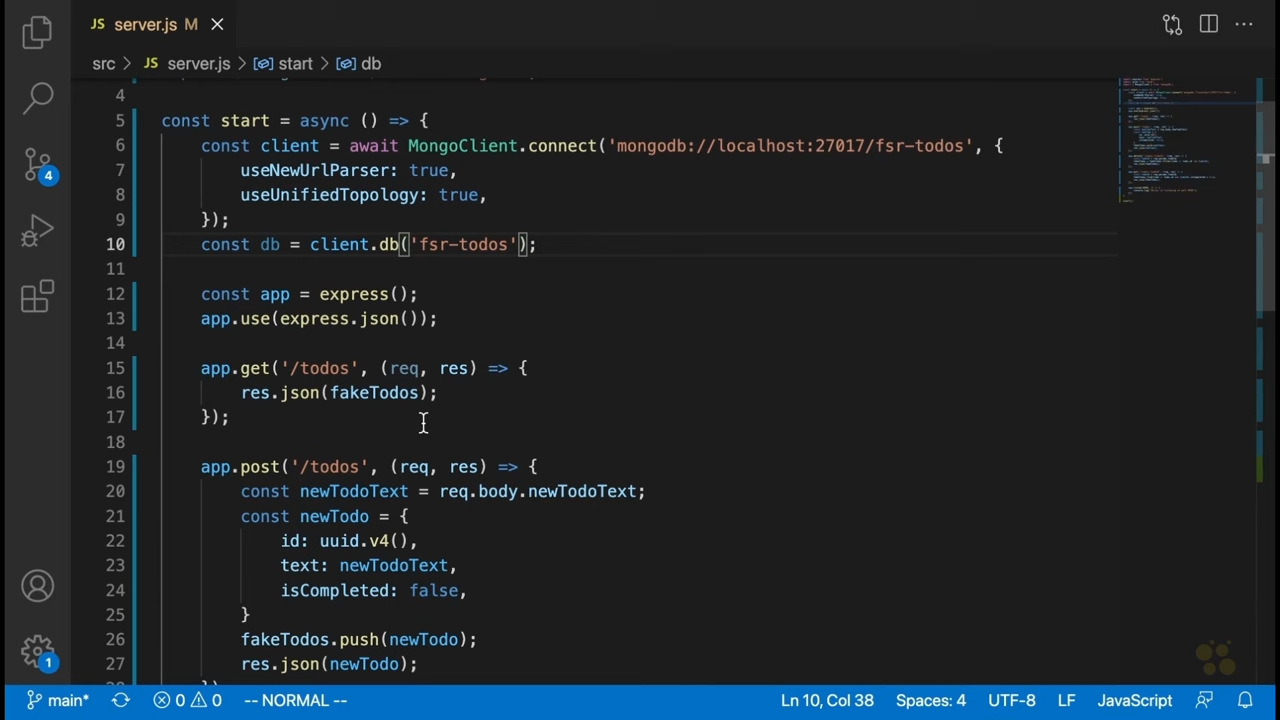 JS server.js M
src > JS server.js > start > db
4
5 const start = async () => {
6 const client = await MongoClient.connect('mongodb://localhost:27017/fsr-todos', {
7 useNewUrlParser: true,
8 useUnifiedTopology: true,
9 });
10 const db = client.db('fsr-todos');
11
12 const app = express();
13 app.use(express.json());
14
15 app.get('/todos', (req, res) => {
16 res.json(fakeTodos);
17 });
18
19 app.post('/todos', (req, res) => {
20 const newTodoText = req.body.newTodoText;
21 const newTodo = {
22 id: uuid.v4(),
23 text: newTodoText,
24 isCompleted: false,
25 }
26 fakeTodos.push(newTodo);
27 res.json(newTodo);
4
1
main* 0 0 -- NORMAL -- Ln 10, Col 38 Spaces: 4 UTF-8 LF JavaScript